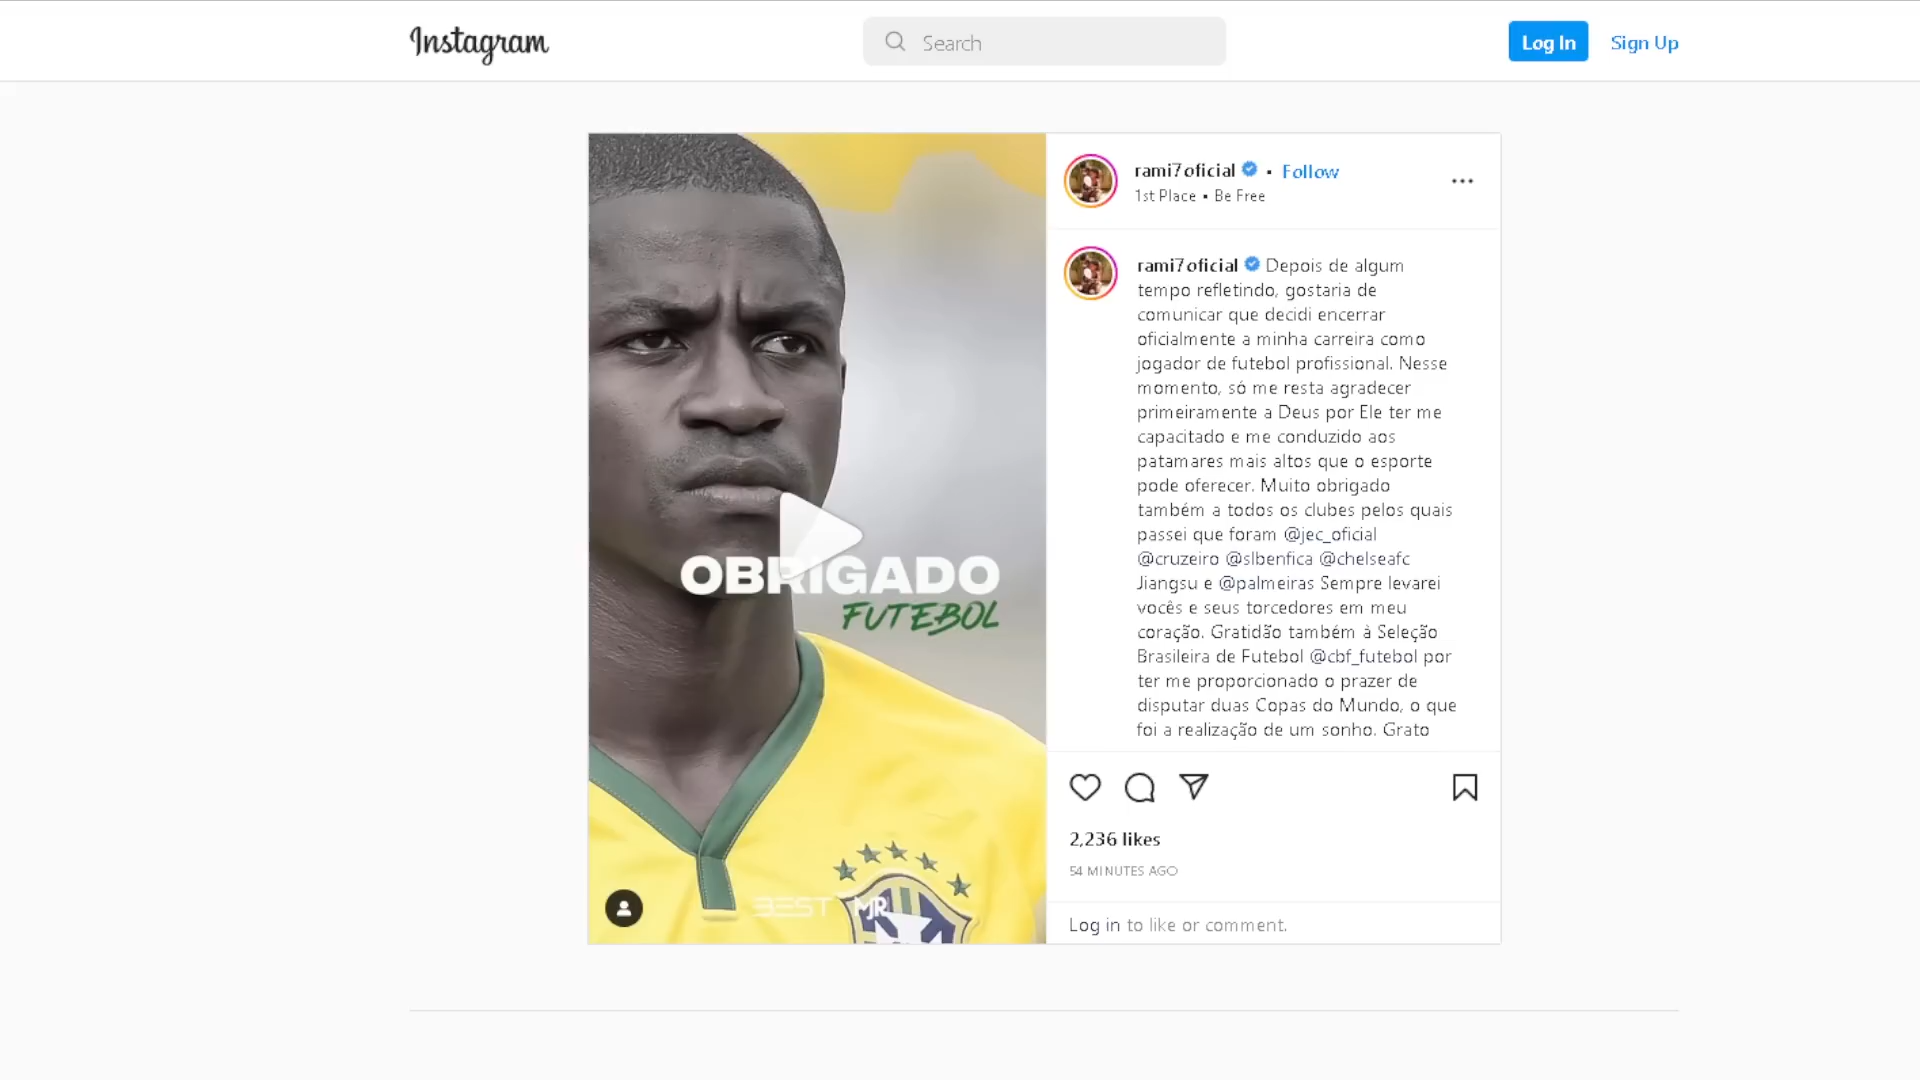 Instagram
Search
Log In
Sign Up
OBRIGADO
FUTEBOL
BEST MJR
rami7oficial • Follow
1st Place • Be Free
rami7oficial Depois de algum
tempo refletindo, gostaria de
comunicar que decidi encerrar
oficialmente a minha carreira como
jogador de futebol profissional. Nesse
momento, só me resta agradecer
primeiramente a Deus por Ele ter me
capacitado e me conduzido aos
patamares mais altos que o esporte
pode oferecer. Muito obrigado
também a todos os clubes pelos quais
passei que foram @jec_oficial
@cruzeiro @slbenfica @chelseafc
Jiangsu e @palmeiras Sempre levarei
vocês e seus torcedores em meu
coração. Gratidão também à Seleção
Brasileira de Futebol @cbf_futebol por
ter me proporcionado o prazer de
disputar duas Copas do Mundo, o que
foi a realização de um sonho. Grato
2,236 likes
54 MINUTES AGO
Log in to like or comment.